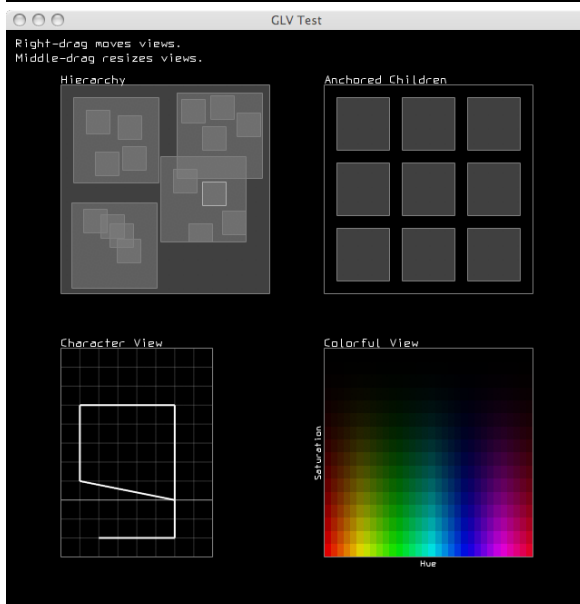 GLV Test
Right-drag moves views.
Middle-drag resizes views.
Hierarchy
Anchored Children
Character View
Colorful View
Saturation
Hue